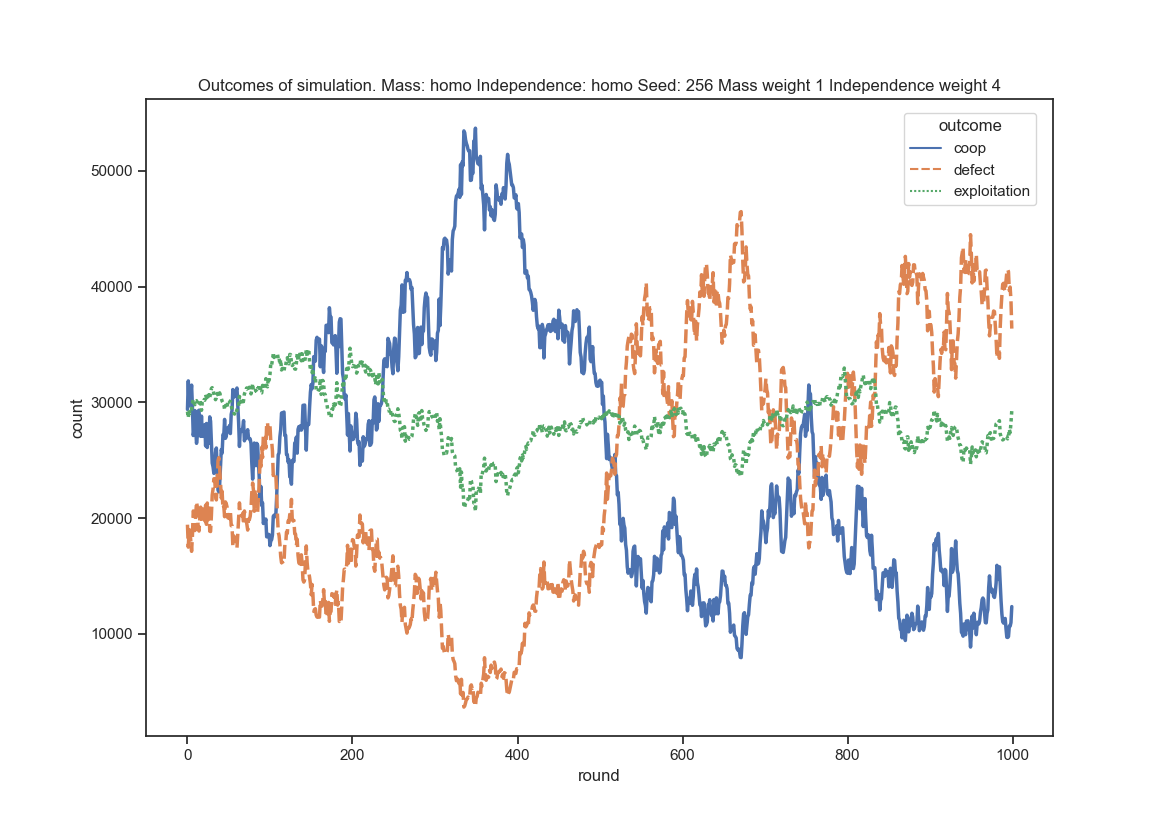 Outcomes of simulation. Mass: homo Independence: homo Seed: 256 Mass weight 1 Independence weight 4
outcome
coop
defect
exploitation
50000
40000
30000
20000
10000
count
0 200 400 600 800 1000
round